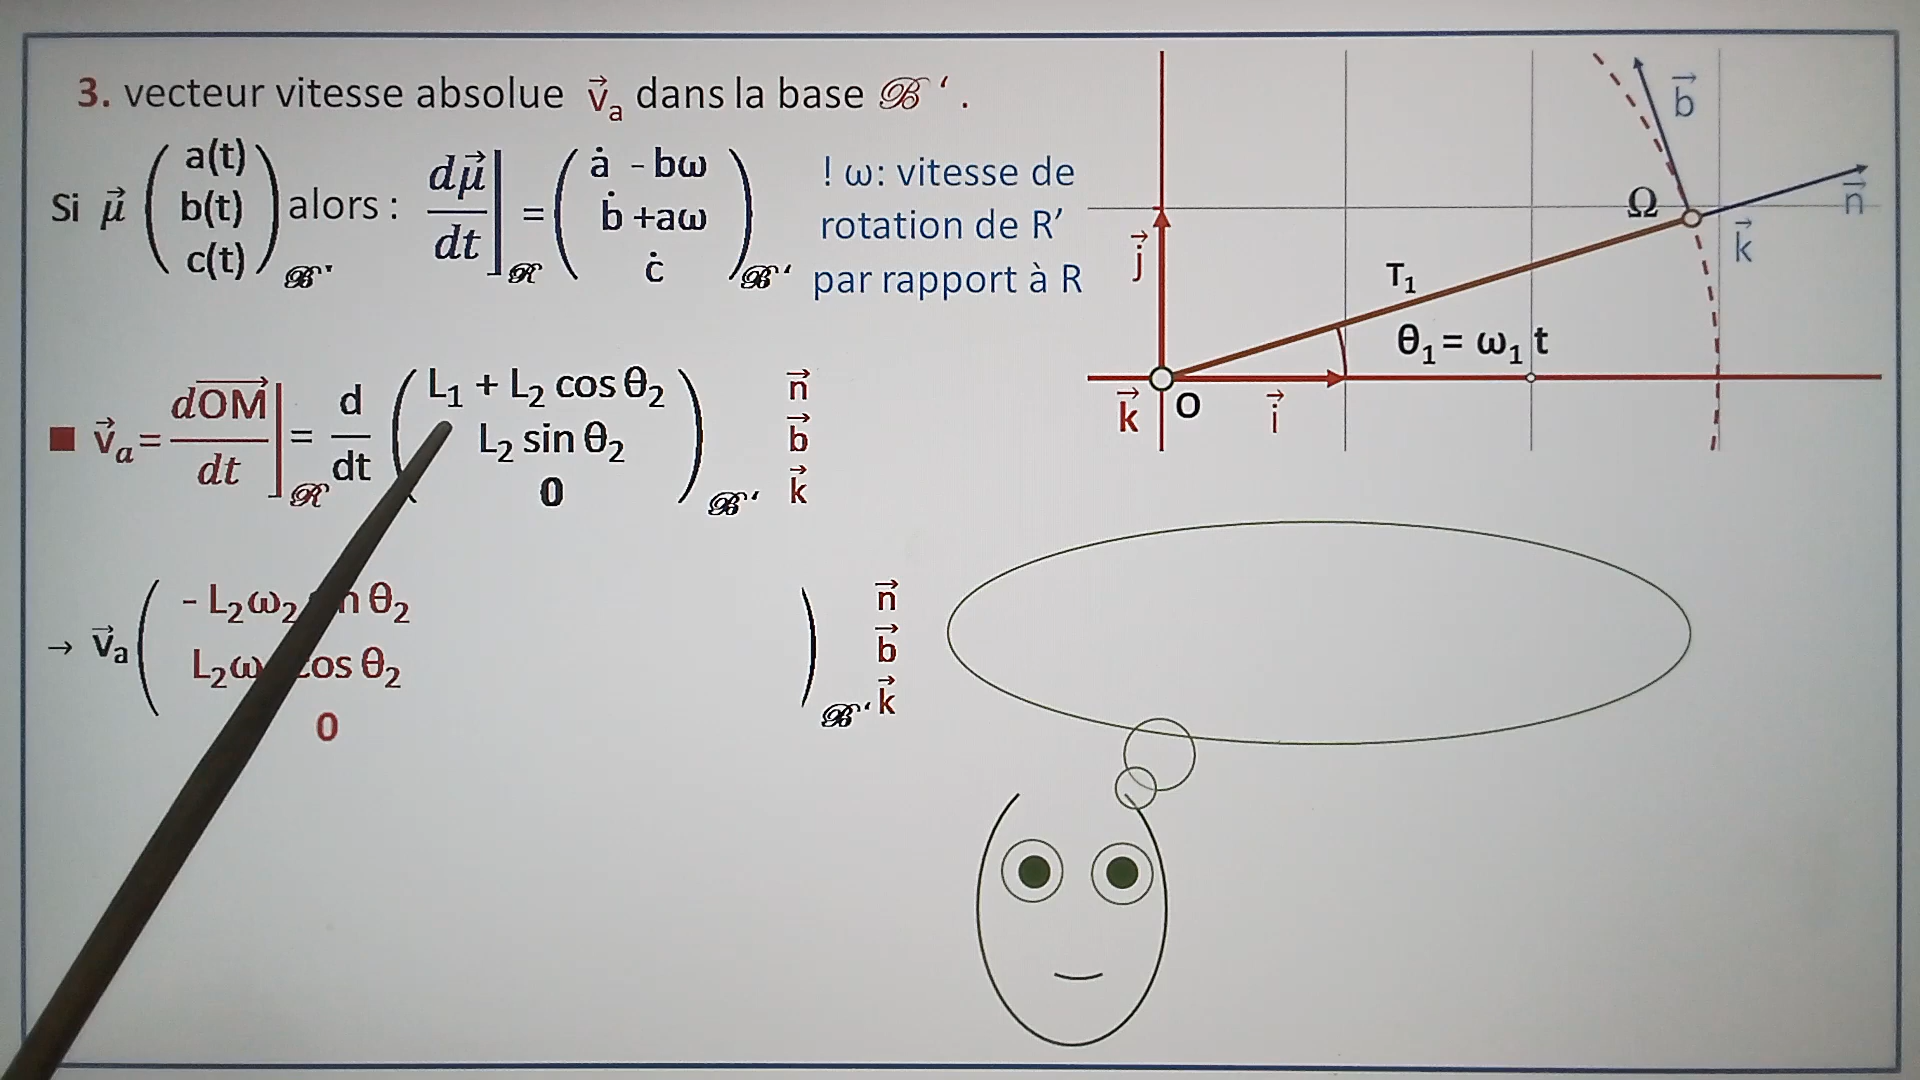 3. vecteur vitesse absolue v⃗ₐ dans la base ℬ ‘ .
Si μ⃗ ( a(t) b(t) c(t) )ℬ' alors : dμ⃗/dt |ℛ = ( ȧ - bω ḃ +aω ċ )ℬ‘
! ω: vitesse de
rotation de R’
par rapport à R
■ v⃗ₐ = dOM⃗/dt |ℛ = d/dt ( L₁ + L₂ cos θ₂ L₂ sin θ₂ 0 )ℬ‘ n⃗ b⃗ k⃗
→ v⃗ₐ ( - L₂ω₂ θ₂ L₂ω cos θ₂ 0 )ℬ‘ n⃗ b⃗ k⃗
b⃗
Ω
n⃗
k⃗
j⃗
T₁
θ₁= ω₁ t
k⃗
O
i⃗